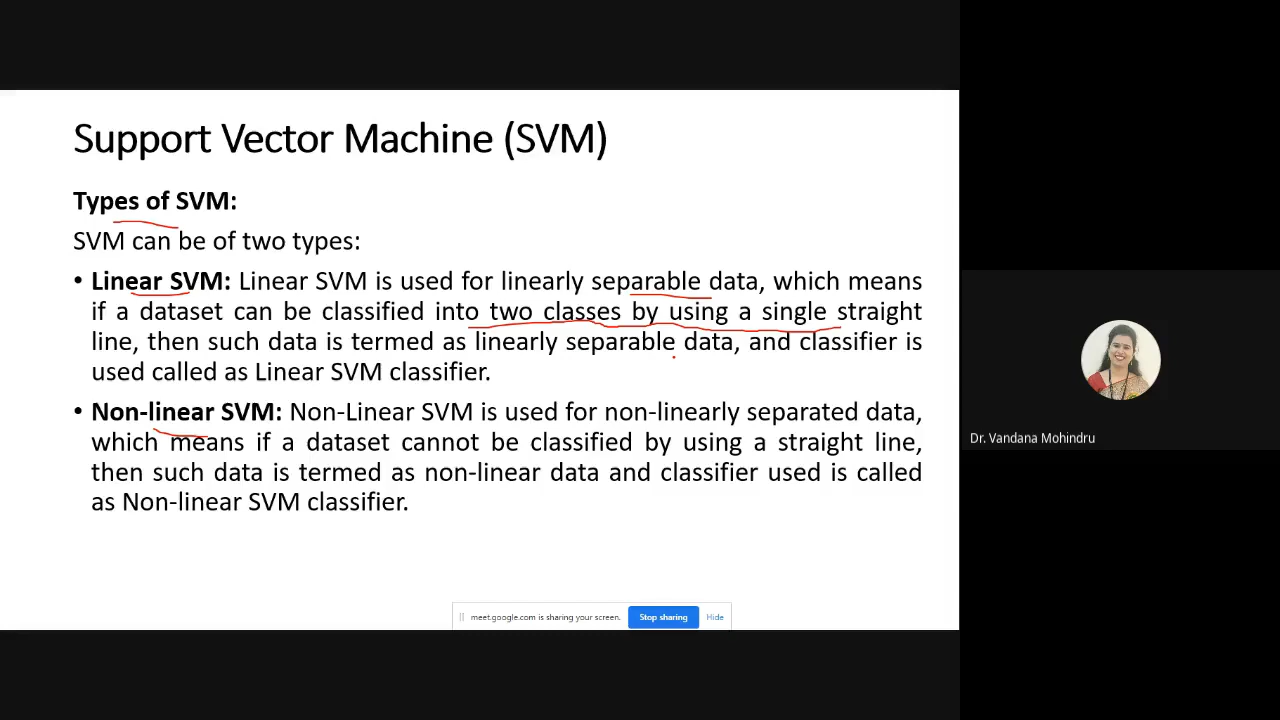 Support Vector Machine (SVM)
Types of SVM:
SVM can be of two types:
• Linear SVM: Linear SVM is used for linearly separable data, which means
if a dataset can be classified into two classes by using a single straight
line, then such data is termed as linearly separable data, and classifier is
used called as Linear SVM classifier.
• Non-linear SVM: Non-Linear SVM is used for non-linearly separated data,
which means if a dataset cannot be classified by using a straight line,
then such data is termed as non-linear data and classifier used is called
as Non-linear SVM classifier.
meet.google.com is sharing your screen. Stop sharing Hide
Dr. Vandana Mohindru